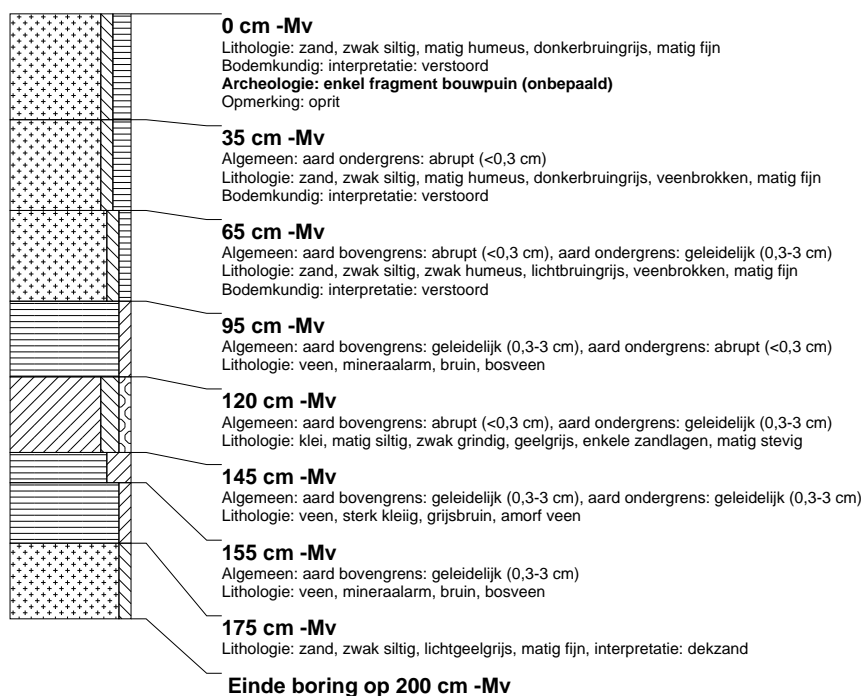 0 cm -Mv
Lithologie: zand, zwak siltig, matig humeus, donkerbruingrijs, matig fijn
Bodemkundig: interpretatie: verstoord
Archeologie: enkel fragment bouwpuin (onbepaald)
Opmerking: oprit
35 cm -Mv
Algemeen: aard ondergrens: abrupt (<0,3 cm)
Lithologie: zand, zwak siltig, matig humeus, donkerbruingrijs, veenbrokken, matig fijn
Bodemkundig: interpretatie: verstoord
65 cm -Mv
Algemeen: aard bovengrens: abrupt (<0,3 cm), aard ondergrens: geleidelijk (0,3-3 cm)
Lithologie: zand, zwak siltig, zwak humeus, lichtbruingrijs, veenbrokken, matig fijn
Bodemkundig: interpretatie: verstoord
95 cm -Mv
Algemeen: aard bovengrens: geleidelijk (0,3-3 cm), aard ondergrens: abrupt (<0,3 cm)
Lithologie: veen, mineraalarm, bruin, bosveen
120 cm -Mv
Algemeen: aard bovengrens: abrupt (<0,3 cm), aard ondergrens: geleidelijk (0,3-3 cm)
Lithologie: klei, matig siltig, zwak grindig, geelgrijs, enkele zandlagen, matig stevig
145 cm -Mv
Algemeen: aard bovengrens: geleidelijk (0,3-3 cm), aard ondergrens: geleidelijk (0,3-3 cm)
Lithologie: veen, sterk kleiig, grijsbruin, amorf veen
155 cm -Mv
Algemeen: aard bovengrens: geleidelijk (0,3-3 cm)
Lithologie: veen, mineraalarm, bruin, bosveen
175 cm -Mv
Lithologie: zand, zwak siltig, lichtgeelgrijs, matig fijn, interpretatie: dekzand
Einde boring op 200 cm -Mv